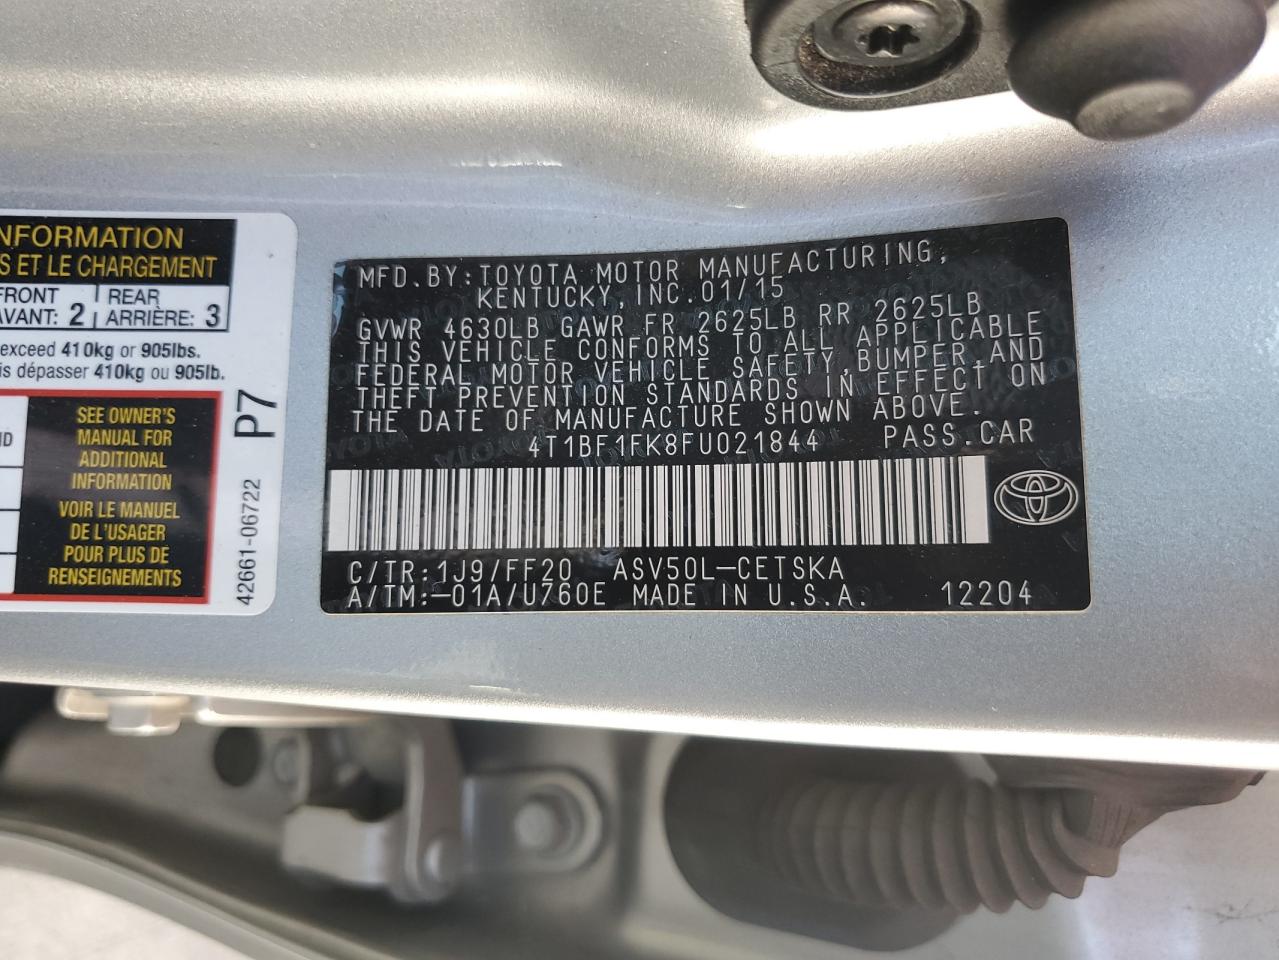 NFORMATION
S ET LE CHARGEMENT
FRONT
AVANT: 2
REAR
ARRIÈRE: 3
exceed 410kg or 905lbs.
is dépasser 410kg ou 905lb.
SEE OWNER'S
MANUAL FOR
ADDITIONAL
INFORMATION
VOIR LE MANUEL
DE L'USAGER
POUR PLUS DE
RENSEIGNEMENTS
P7
42661-06722
MFD.BY:TOYOTA MOTOR MANUFACTURING,
KENTUCKY,INC.01/15
GVWR 4630LB GAWR FR 2625LB RR 2625LB
THIS VEHICLE CONFORMS TO ALL APPLICABLE
FEDERAL MOTOR VEHICLE SAFETY,BUMPER,AND
THEFT PREVENTION STANDARDS IN EFFECT ON
THE DATE OF MANUFACTURE SHOWN ABOVE.
4T1BF1FK8FU021844 PASS.CAR
C/TR:1J9/FF20 ASV50L-CETSKA
A/TM:-01A/U760E MADE IN U.S.A. 12204